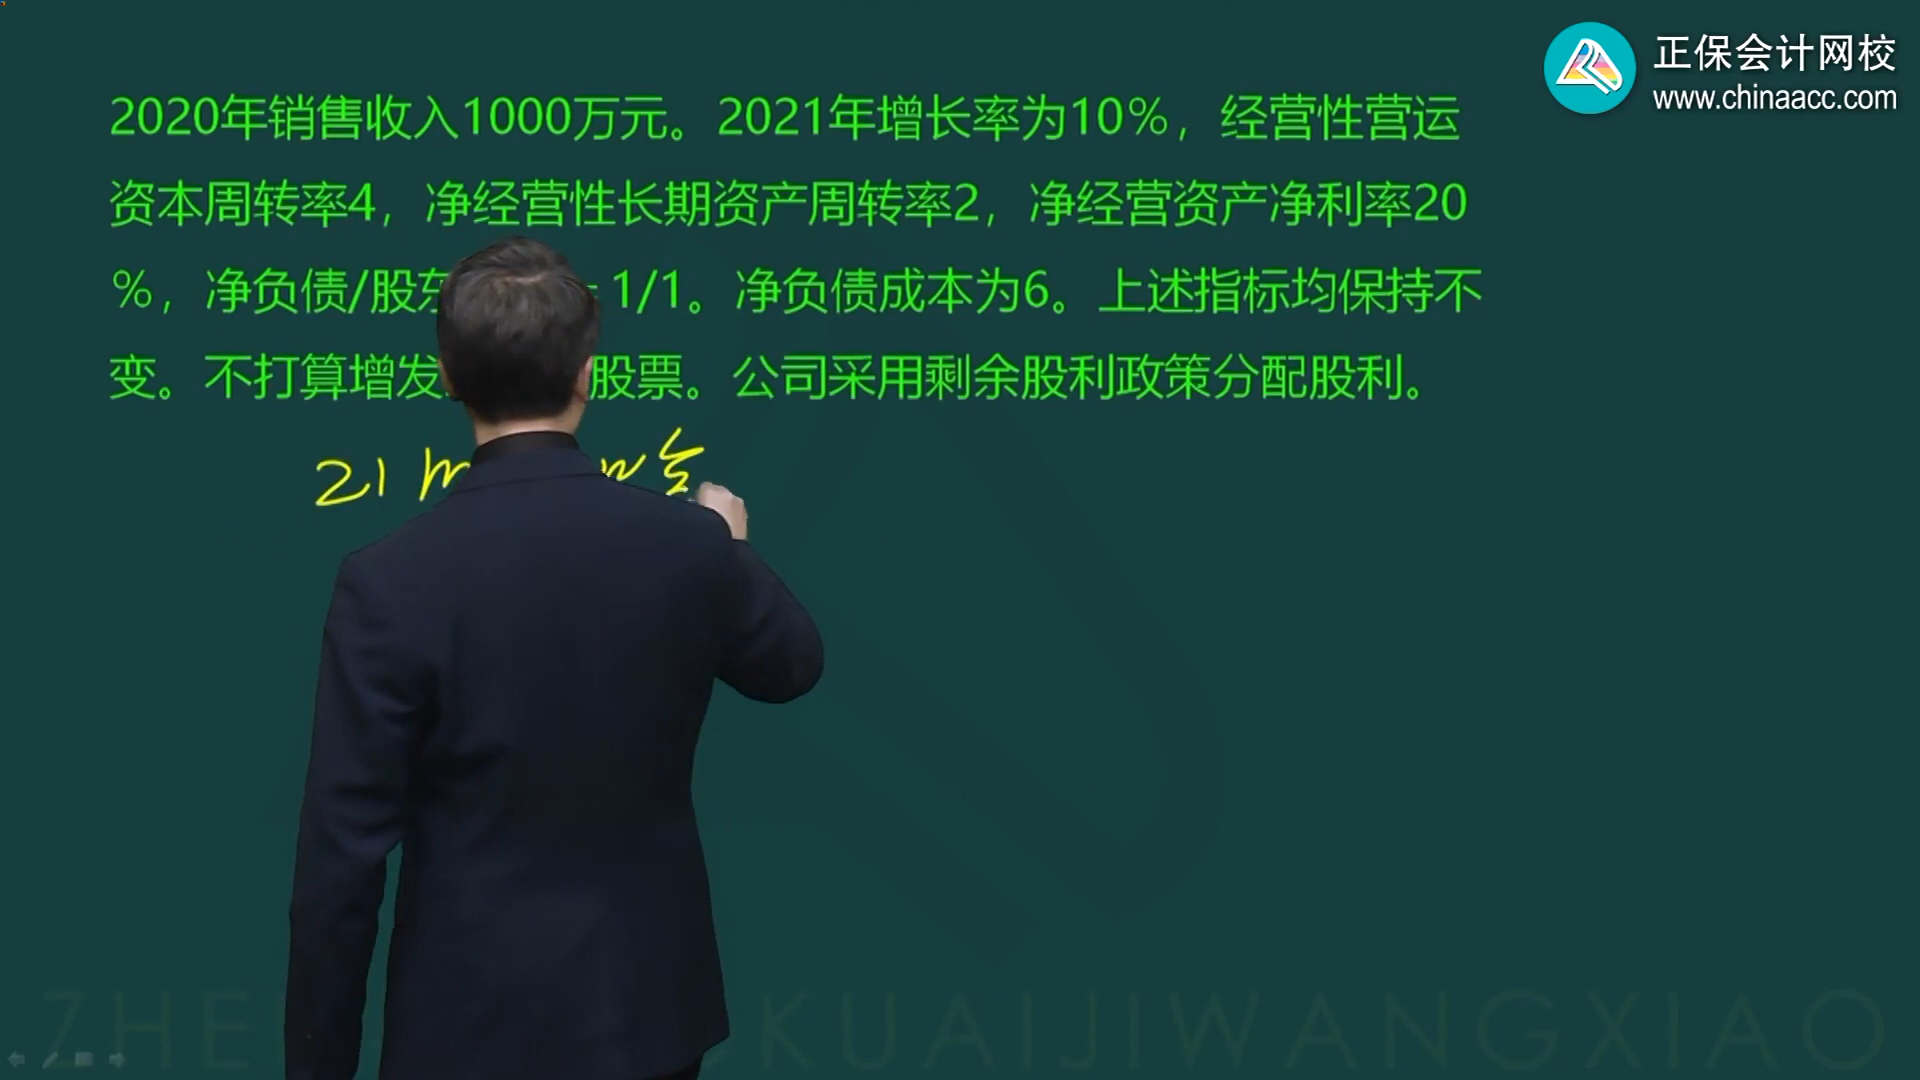 正保会计网校
www.chinaacc.com
2020年销售收入1000万元。2021年增长率为10%，经营性营运
资本周转率4，净经营性长期资产周转率2，净经营资产净利率20
%，净负债/股东 1/1。净负债成本为6。上述指标均保持不
变。不打算增发 股票。公司采用剩余股利政策分配股利。
21
ZHE KUAIJIWANGXIAO